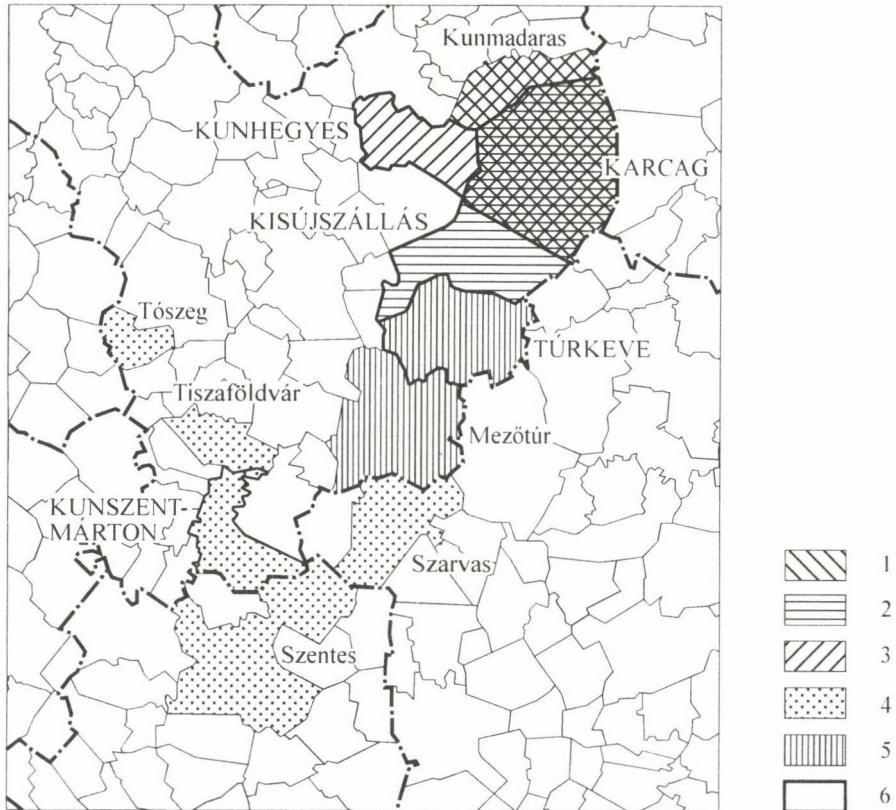 Kunmadaras
KUNHEGYES
KARCAG
KISÚJSZÁLLÁS
Tószeg
TÚRKEVE
Tiszaföldvár
Mezőtúr
KUNSZENT-
MÁRTON
Szarvas
Szentes
1
2
3
4
5
6